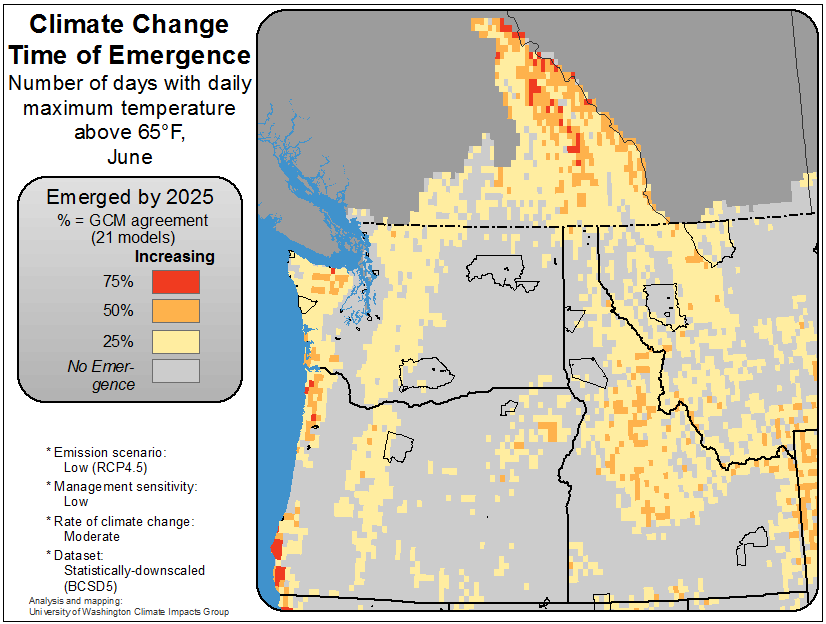 Climate Change
Time of Emergence
Number of days with daily
maximum temperature
above 65°F,
June
Emerged by 2025
% = GCM agreement
(21 models)
Increasing
75%
50%
25%
No Emer-
gence
* Emission scenario:
Low (RCP4.5)
* Management sensitivity:
Low
* Rate of climate change:
Moderate
* Dataset:
Statistically-downscaled
(BCSD5)
Analysis and mapping:
University of Washington Climate Impacts Group